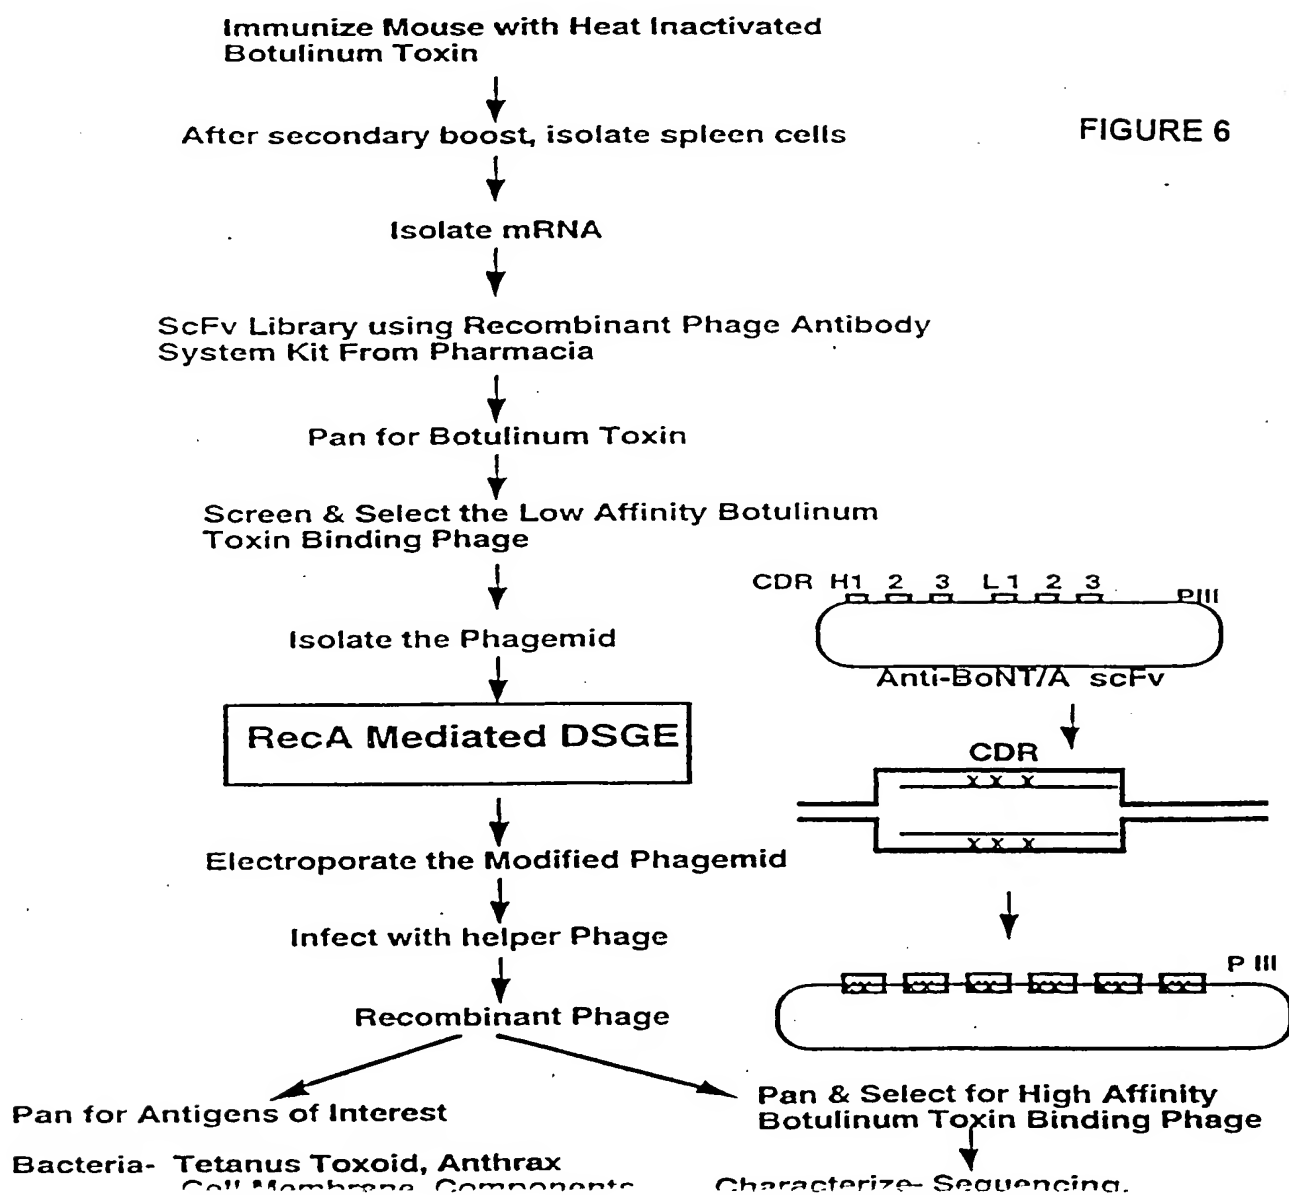 Immunize Mouse with Heat Inactivated
Botulinum Toxin
After secondary boost, isolate spleen cells
FIGURE 6
Isolate mRNA
ScFv Library using Recombinant Phage Antibody
System Kit From Pharmacia
Pan for Botulinum Toxin
Screen & Select the Low Affinity Botulinum
Toxin Binding Phage
Isolate the Phagemid
RecA Mediated DSGE
Electroporate the Modified Phagemid
Infect with helper Phage
Recombinant Phage
CDR H1 2 3 L1 2 3
PIII
Anti-BoNT/A scFv
CDR
x x x
x x x
P III
Pan for Antigens of Interest
Bacteria- Tetanus Toxoid, Anthrax
Cell Membrane Components
Pan & Select for High Affinity
Botulinum Toxin Binding Phage
Characterize- Sequencing,